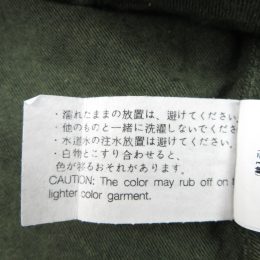 ・濡れたままの放置は、避けてください。
・他のものと一緒に洗濯しないでください。
・水道水の注水放置は避けてください。
・白物とこすり合わせると、
色が移るおそれがあります。
CAUTION: The color may rub off on
lighter color garment.